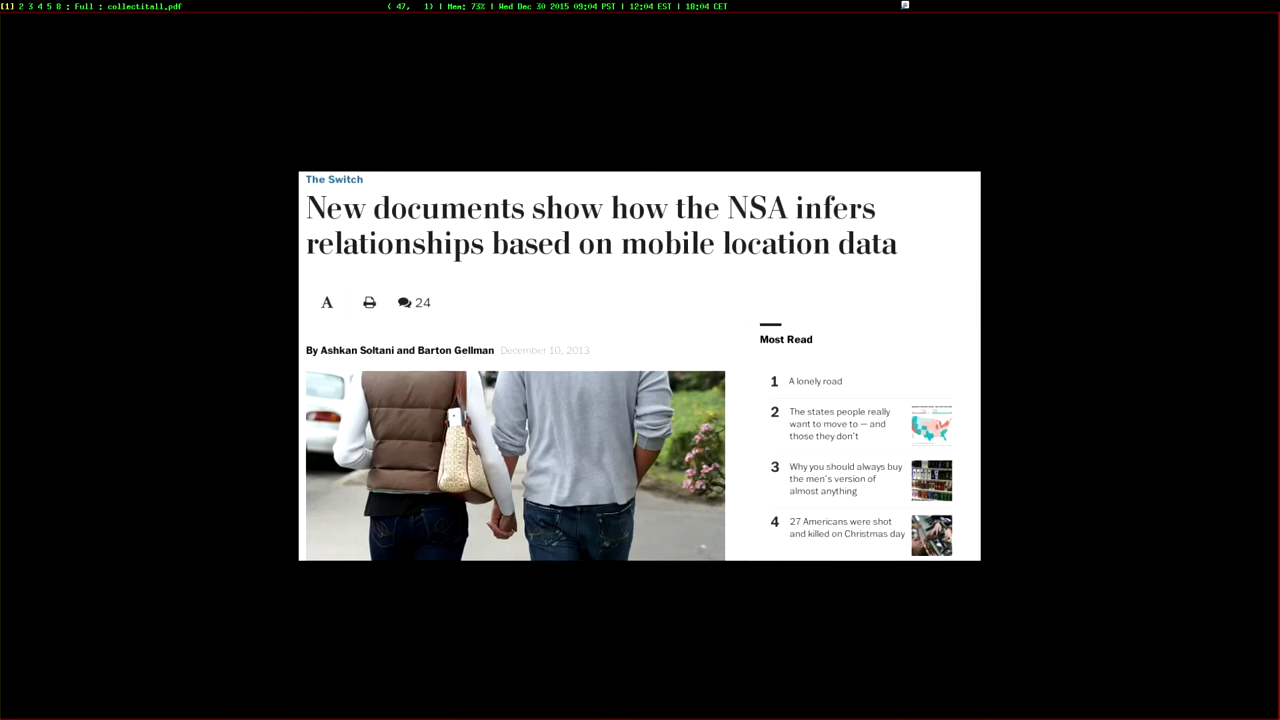 [1] 2 3 4 5 8 : Full : collectitall.pdf ( 47, 1) | Mem: 73% | Wed Dec 30 2015 09:04 PST | 12:04 EST | 18:04 CET
The Switch
New documents show how the NSA infers
relationships based on mobile location data
A 24
By Ashkan Soltani and Barton Gellman December 10, 2013
Most Read
1 A lonely road
2 The states people really
want to move to — and
those they don't
3 Why you should always buy
the men's version of
almost anything
4 27 Americans were shot
and killed on Christmas day